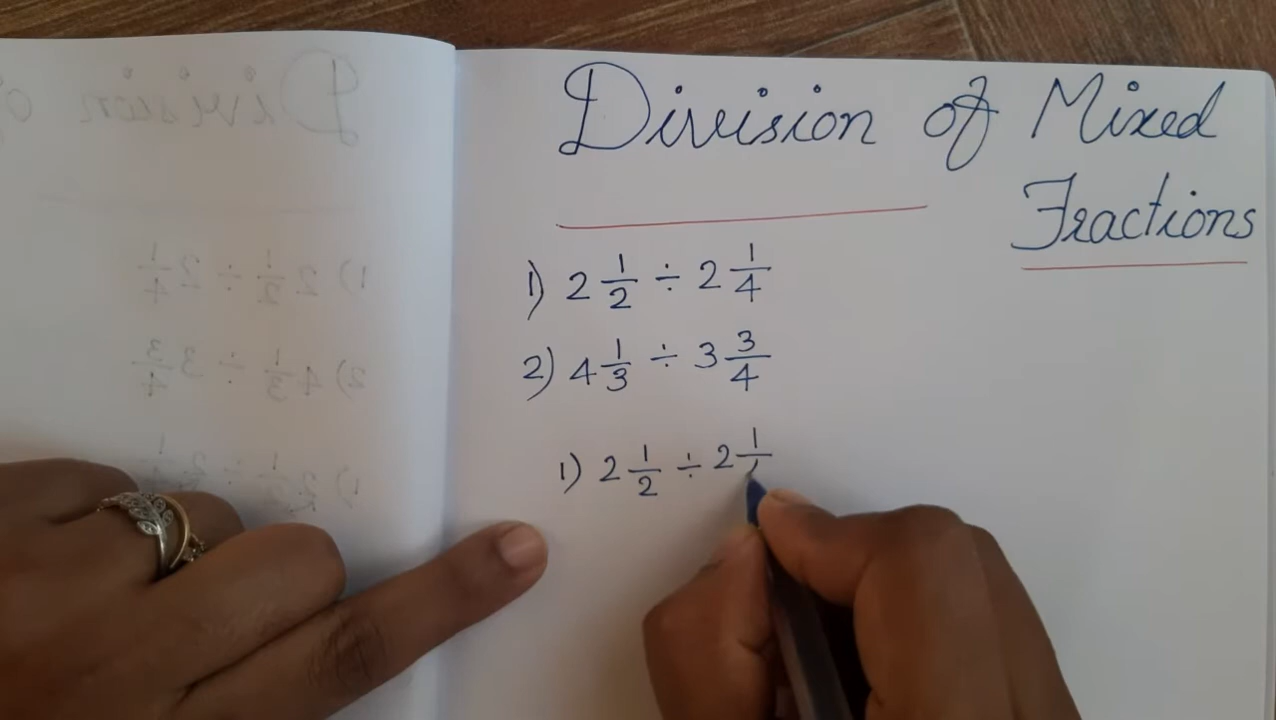 Division of Mixed
Fractions
1) 2 1/2 ÷ 2 1/4
2) 4 1/3 ÷ 3 3/4
1) 2 1/2 ÷ 2 1/